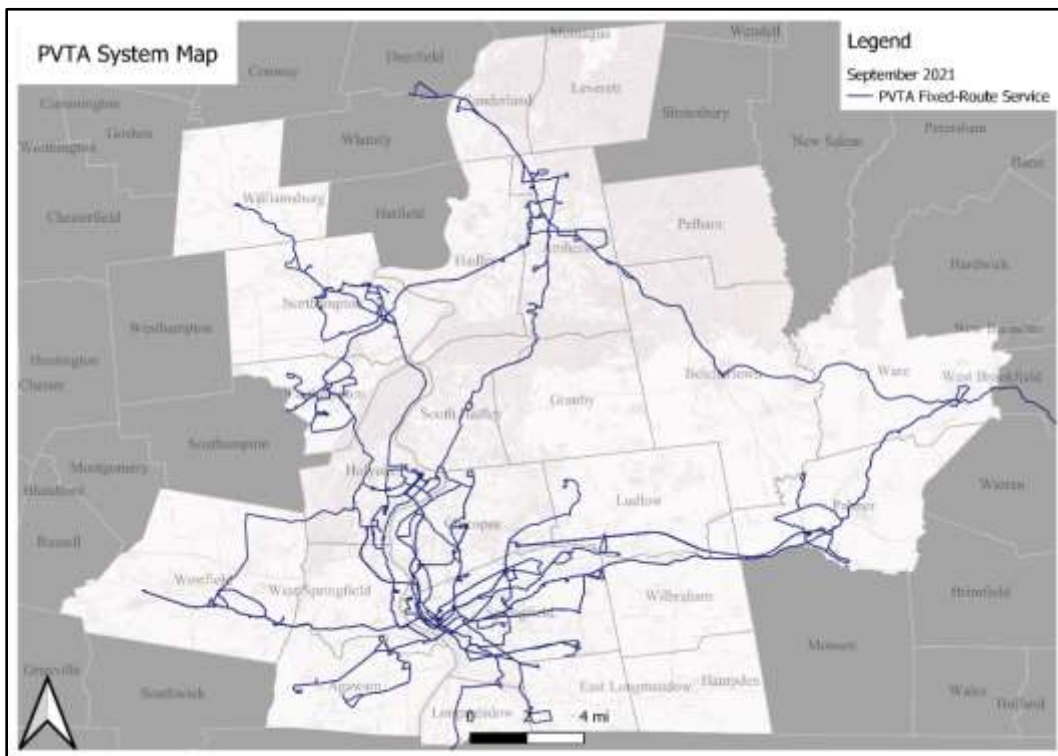 PVTA System Map
Legend
September 2021
PVTA Fixed-Route Service
Montague
Wendell
Deerfield
Conway
Leverett
Sunderland
Cummington
Shutesbury
Goshen
New Salem
Petersham
Worthington
Whately
Barre
Williamsburg
Chesterfield
Hatfield
Pelham
Hadley
Amherst
Hardwick
Northampton
Westhampton
New Braintree
Huntington
Ware
West Brookfield
Chester
Belchertown
Granby
South Hadley
Southampton
Montgomery
Holyoke
Blandford
Ludlow
Warren
Palmer
Chicopee
Russell
Westfield
West Springfield
Wilbraham
Brimfield
Monson
Granville
Hampden
East Longmeadow
Agawam
Southwick
Wales
Holland
Longmeadow
0 2 4 mi